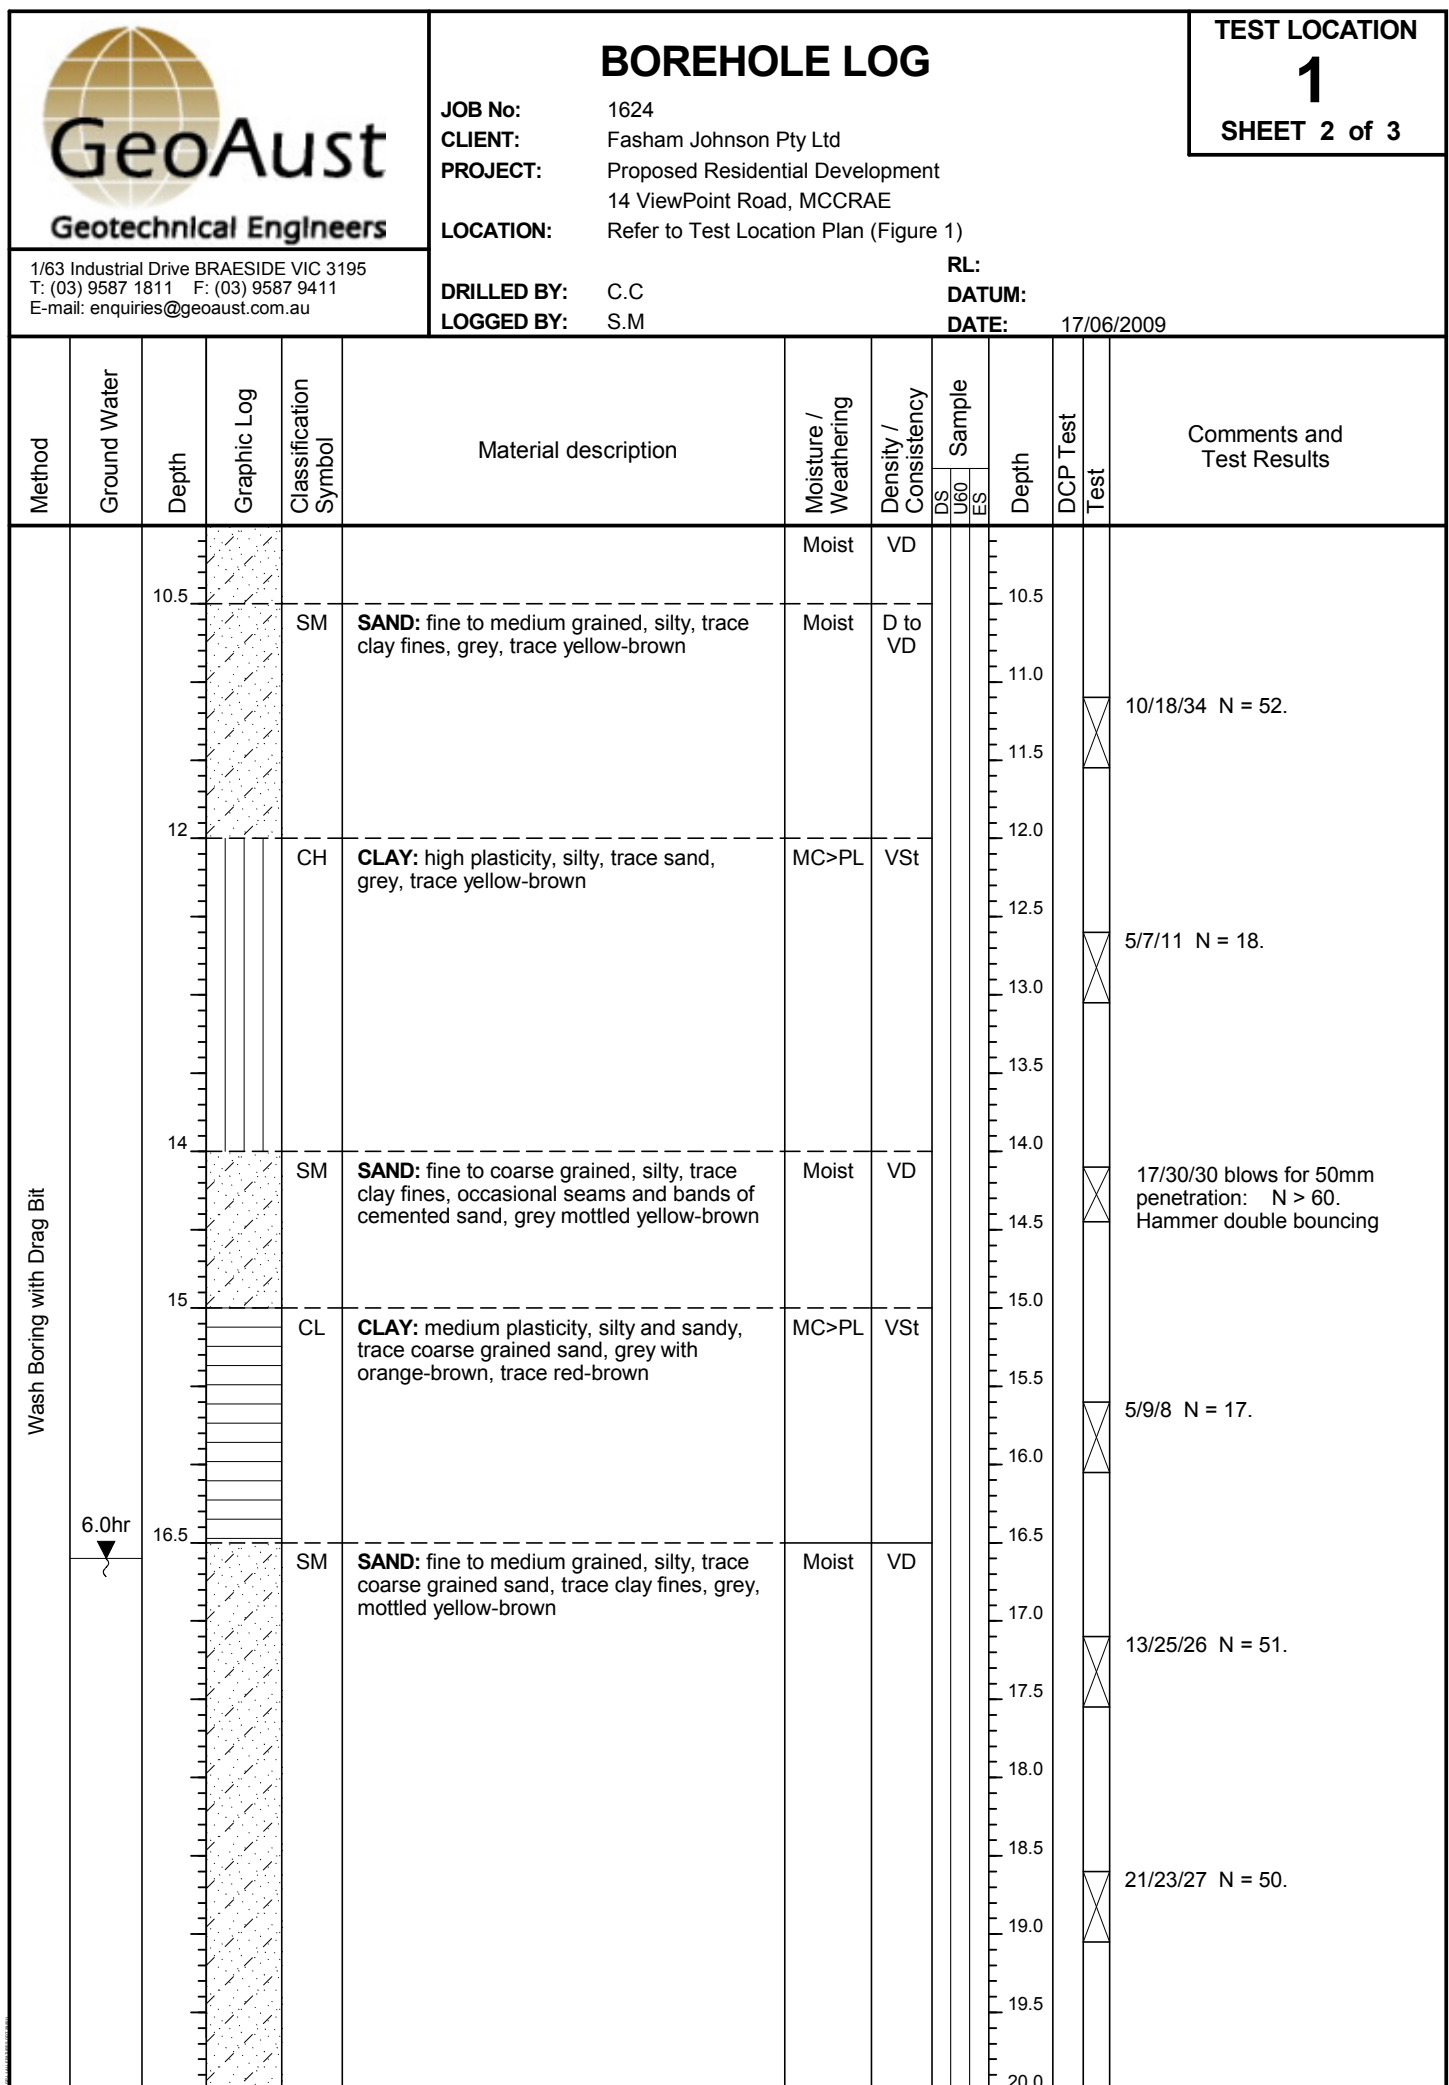 GeoAust
Geotechnical Engineers
1/63 Industrial Drive BRAESIDE VIC 3195
T: (03) 9587 1811 F: (03) 9587 9411
E-mail: enquiries@geoaust.com.au
BOREHOLE LOG
JOB No: 1624
CLIENT: Fasham Johnson Pty Ltd
PROJECT: Proposed Residential Development
14 ViewPoint Road, MCCRAE
LOCATION: Refer to Test Location Plan (Figure 1)
RL:
DRILLED BY: C.C
DATUM:
LOGGED BY: S.M
DATE: 17/06/2009
TEST LOCATION
1
SHEET 2 of 3
Method
Ground Water
Depth
Graphic Log
Classification
Symbol
Material description
Moisture /
Weathering
Density /
Consistency
Sample
DS
U60
ES
Depth
DCP Test
Test
Comments and
Test Results
Wash Boring with Drag Bit
Moist VD
10.5 10.5
SM SAND: fine to medium grained, silty, trace Moist D to
clay fines, grey, trace yellow-brown VD
11.0
10/18/34 N = 52.
11.5
12 12.0
CH CLAY: high plasticity, silty, trace sand, MC>PL VSt
grey, trace yellow-brown
12.5
5/7/11 N = 18.
13.0
13.5
14 14.0
SM SAND: fine to coarse grained, silty, trace Moist VD 17/30/30 blows for 50mm
clay fines, occasional seams and bands of penetration: N > 60.
cemented sand, grey mottled yellow-brown 14.5 Hammer double bouncing
15 15.0
CL CLAY: medium plasticity, silty and sandy, MC>PL VSt
trace coarse grained sand, grey with
orange-brown, trace red-brown 15.5
5/9/8 N = 17.
16.0
6.0hr
16.5 16.5
SM SAND: fine to medium grained, silty, trace Moist VD
coarse grained sand, trace clay fines, grey,
mottled yellow-brown 17.0
13/25/26 N = 51.
17.5
18.0
18.5
21/23/27 N = 50.
19.0
19.5
20.0